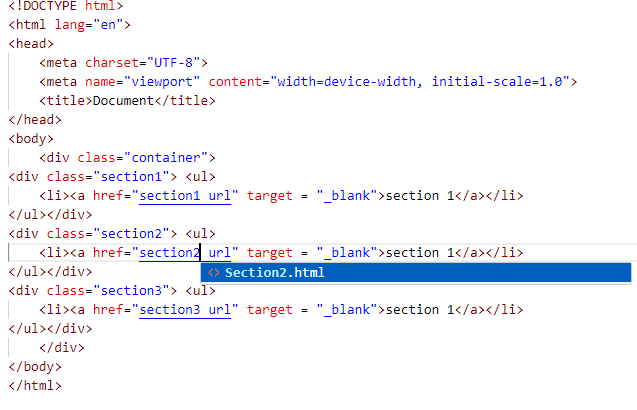 <!DOCTYPE html>
<html lang="en">
<head>
    <meta charset="UTF-8">
    <meta name="viewport" content="width=device-width, initial-scale=1.0">
    <title>Document</title>
</head>
<body>
    <div class="container">
<div class="section1"> <ul>
    <li><a href="section1 url" target = "_blank">section 1</a></li>
</ul></div>
<div class="section2"> <ul>
    <li><a href="section2 url" target = "_blank">section 1</a></li>
</ul></div>
<> Section2.html
<div class="section3"> <ul>
    <li><a href="section3 url" target = "_blank">section 1</a></li>
</ul></div>
    </div>
</body>
</html>